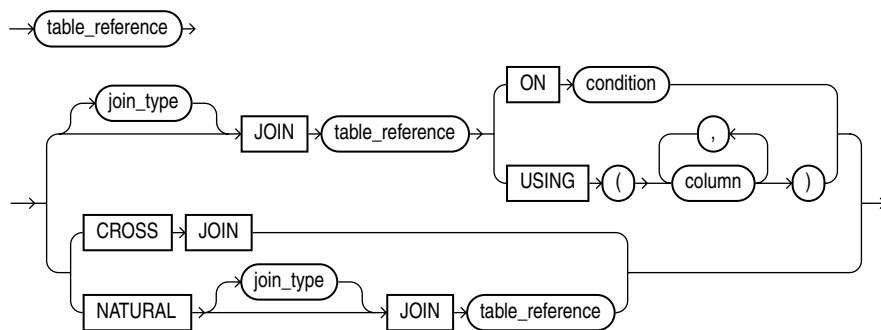 table_reference
join_type
JOIN table_reference
ON condition
USING ( column , )
CROSS JOIN
NATURAL join_type JOIN table_reference